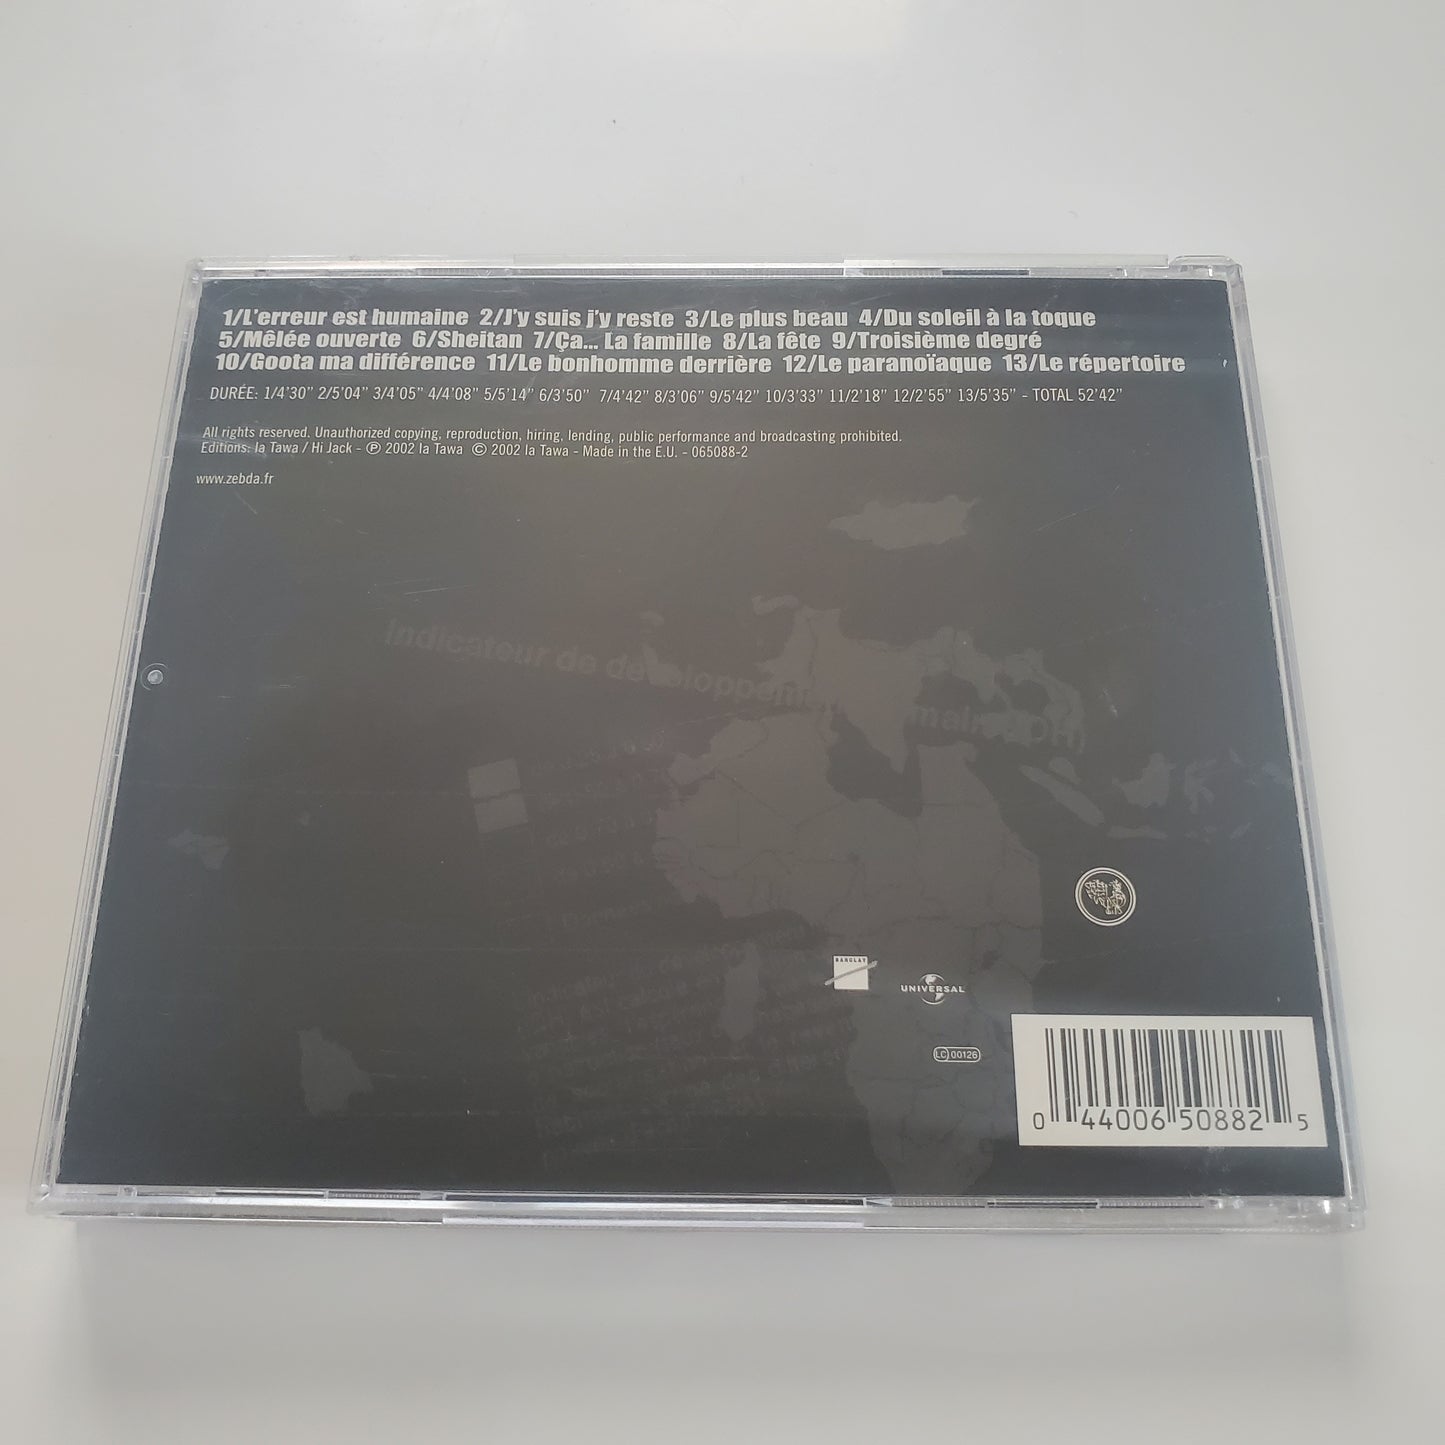 1/L'erreur est humaine 2/J'y suis j'y reste 3/Le plus beau 4/Du soleil à la toque
5/Mêlée ouverte 6/Sheitan 7/Ça... La famille 8/La fête 9/Troisième degré
10/Goota ma différence 11/Le bonhomme derrière 12/Le paranoïaque 13/Le répertoire
DURÉE: 1/4'30" 2/5'04" 3/4'05" 4/4'08" 5/5'14" 6/3'50" 7/4'42" 8/3'06" 9/5'42" 10/3'33" 11/2'18" 12/2'55" 13/5'35" - TOTAL 52'42"
All rights reserved. Unauthorized copying, reproduction, hiring, lending, public performance and broadcasting prohibited.
Editions: la Tawa / Hi Jack - ℗ 2002 la Tawa © 2002 la Tawa - Made in the E.U. - 065088-2
www.zebda.fr
Indicateur de développement
BARCLAY
UNIVERSAL
LC 00126
0 44006 50882 5